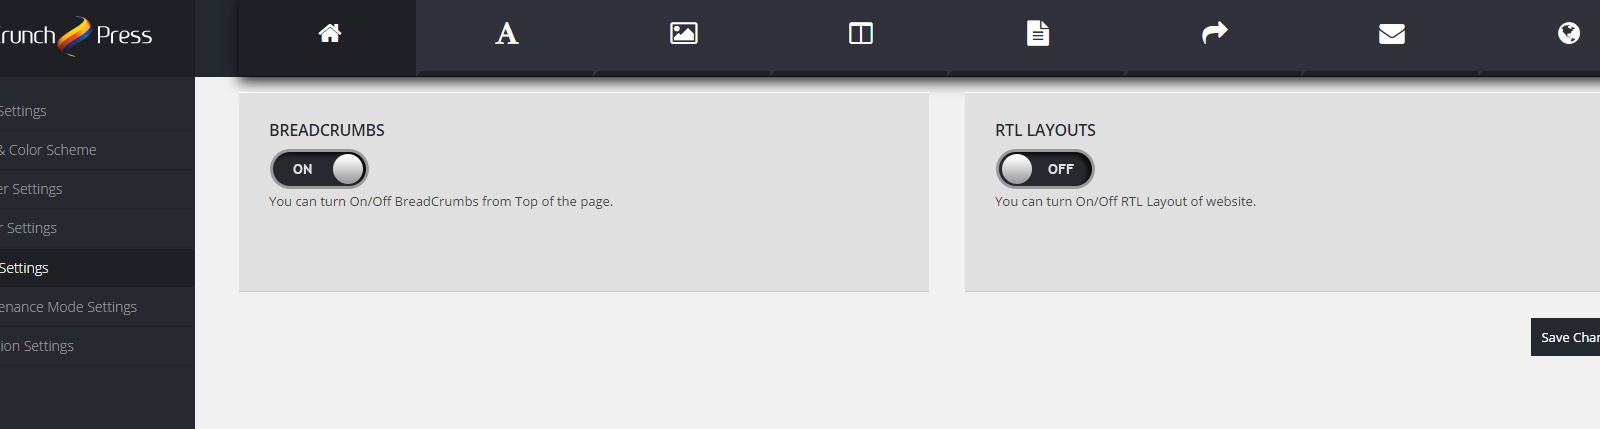 runch Press
Settings
& Color Scheme
er Settings
r Settings
Settings
enance Mode Settings
ion Settings
BREADCRUMBS
ON
You can turn On/Off BreadCrumbs from Top of the page.
RTL LAYOUTS
OFF
You can turn On/Off RTL Layout of website.
Save Char